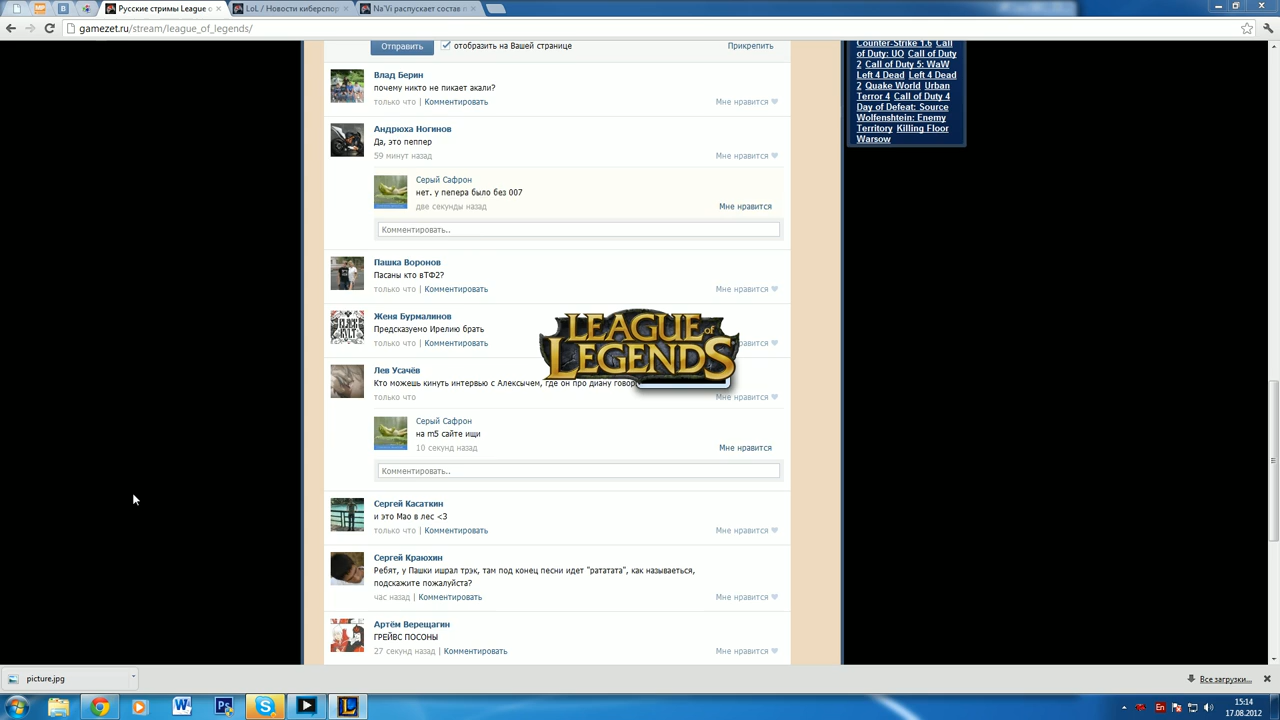 Русские стримы League o
LoL / Новости киберспор
Na`Vi распускает состав п
gamezet.ru/stream/league_of_legends/
Отправить
отобразить на Вашей странице
Прикрепить
Влад Берин
почему никто не пикает акали?
только что | Комментировать
Мне нравится
Андрюха Ногинов
Да, это пеппер
59 минут назад
Мне нравится
Серый Сафрон
нет. у пепера было без 007
две секунды назад
Мне нравится
Комментировать..
Пашка Воронов
Пасаны кто вТФ2?
только что | Комментировать
Мне нравится
Женя Бурмалинов
Предсказуемо Ирелию брать
только что | Комментировать
нравится
LEAGUE of
LEGENDS
Лев Усачёв
Кто можешь кинуть интервью с Алексычем, где он про диану говор
только что
Мне нравится
Серый Сафрон
на m5 сайте ищи
10 секунд назад
Мне нравится
Комментировать..
Сергей Касаткин
и это Мао в лес <3
только что | Комментировать
Мне нравится
Сергей Краюхин
Ребят, у Пашки ишрал трэк, там под конец песни идет "рататата", как называеться,
подскажите пожалуйста?
час назад | Комментировать
Мне нравится
Артём Верещагин
ГРЕЙВС ПОСОНЫ
27 секунд назад | Комментировать
Мне нравится
Counter-Strike 1.6 Call
of Duty: UO Call of Duty
2 Call of Duty 5: WaW
Left 4 Dead Left 4 Dead
2 Quake World Urban
Terror 4 Call of Duty 4
Day of Defeat: Source
Wolfenshtein: Enemy
Territory Killing Floor
Warsow
picture.jpg
Все загрузки...
15:14
17.08.2012